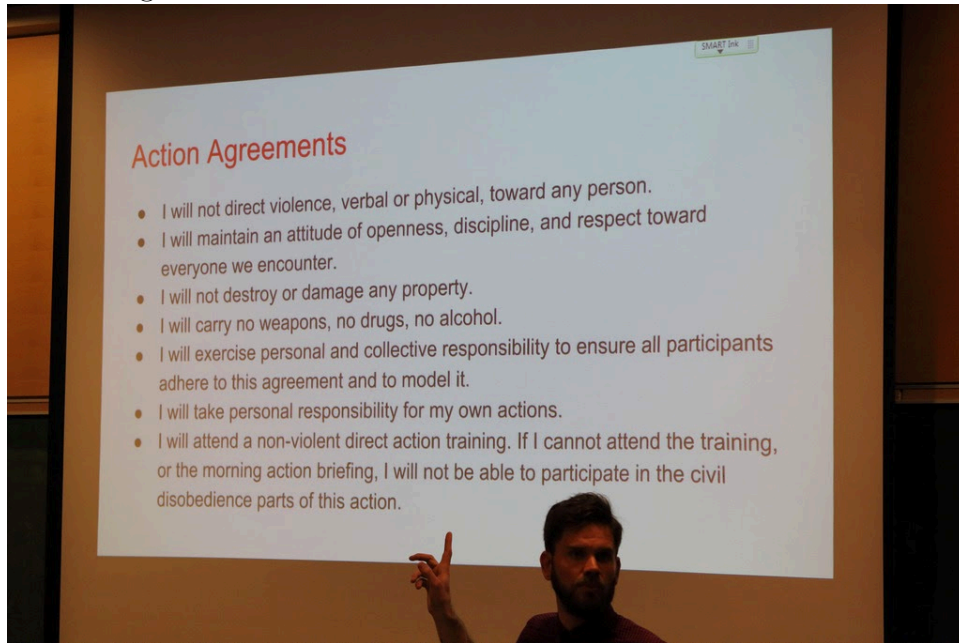 SMART Ink
Action Agreements
● I will not direct violence, verbal or physical, toward any person.
● I will maintain an attitude of openness, discipline, and respect toward
everyone we encounter.
● I will not destroy or damage any property.
● I will carry no weapons, no drugs, no alcohol.
● I will exercise personal and collective responsibility to ensure all participants
adhere to this agreement and to model it.
● I will take personal responsibility for my own actions.
● I will attend a non-violent direct action training. If I cannot attend the training,
or the morning action briefing, I will not be able to participate in the civil
disobedience parts of this action.